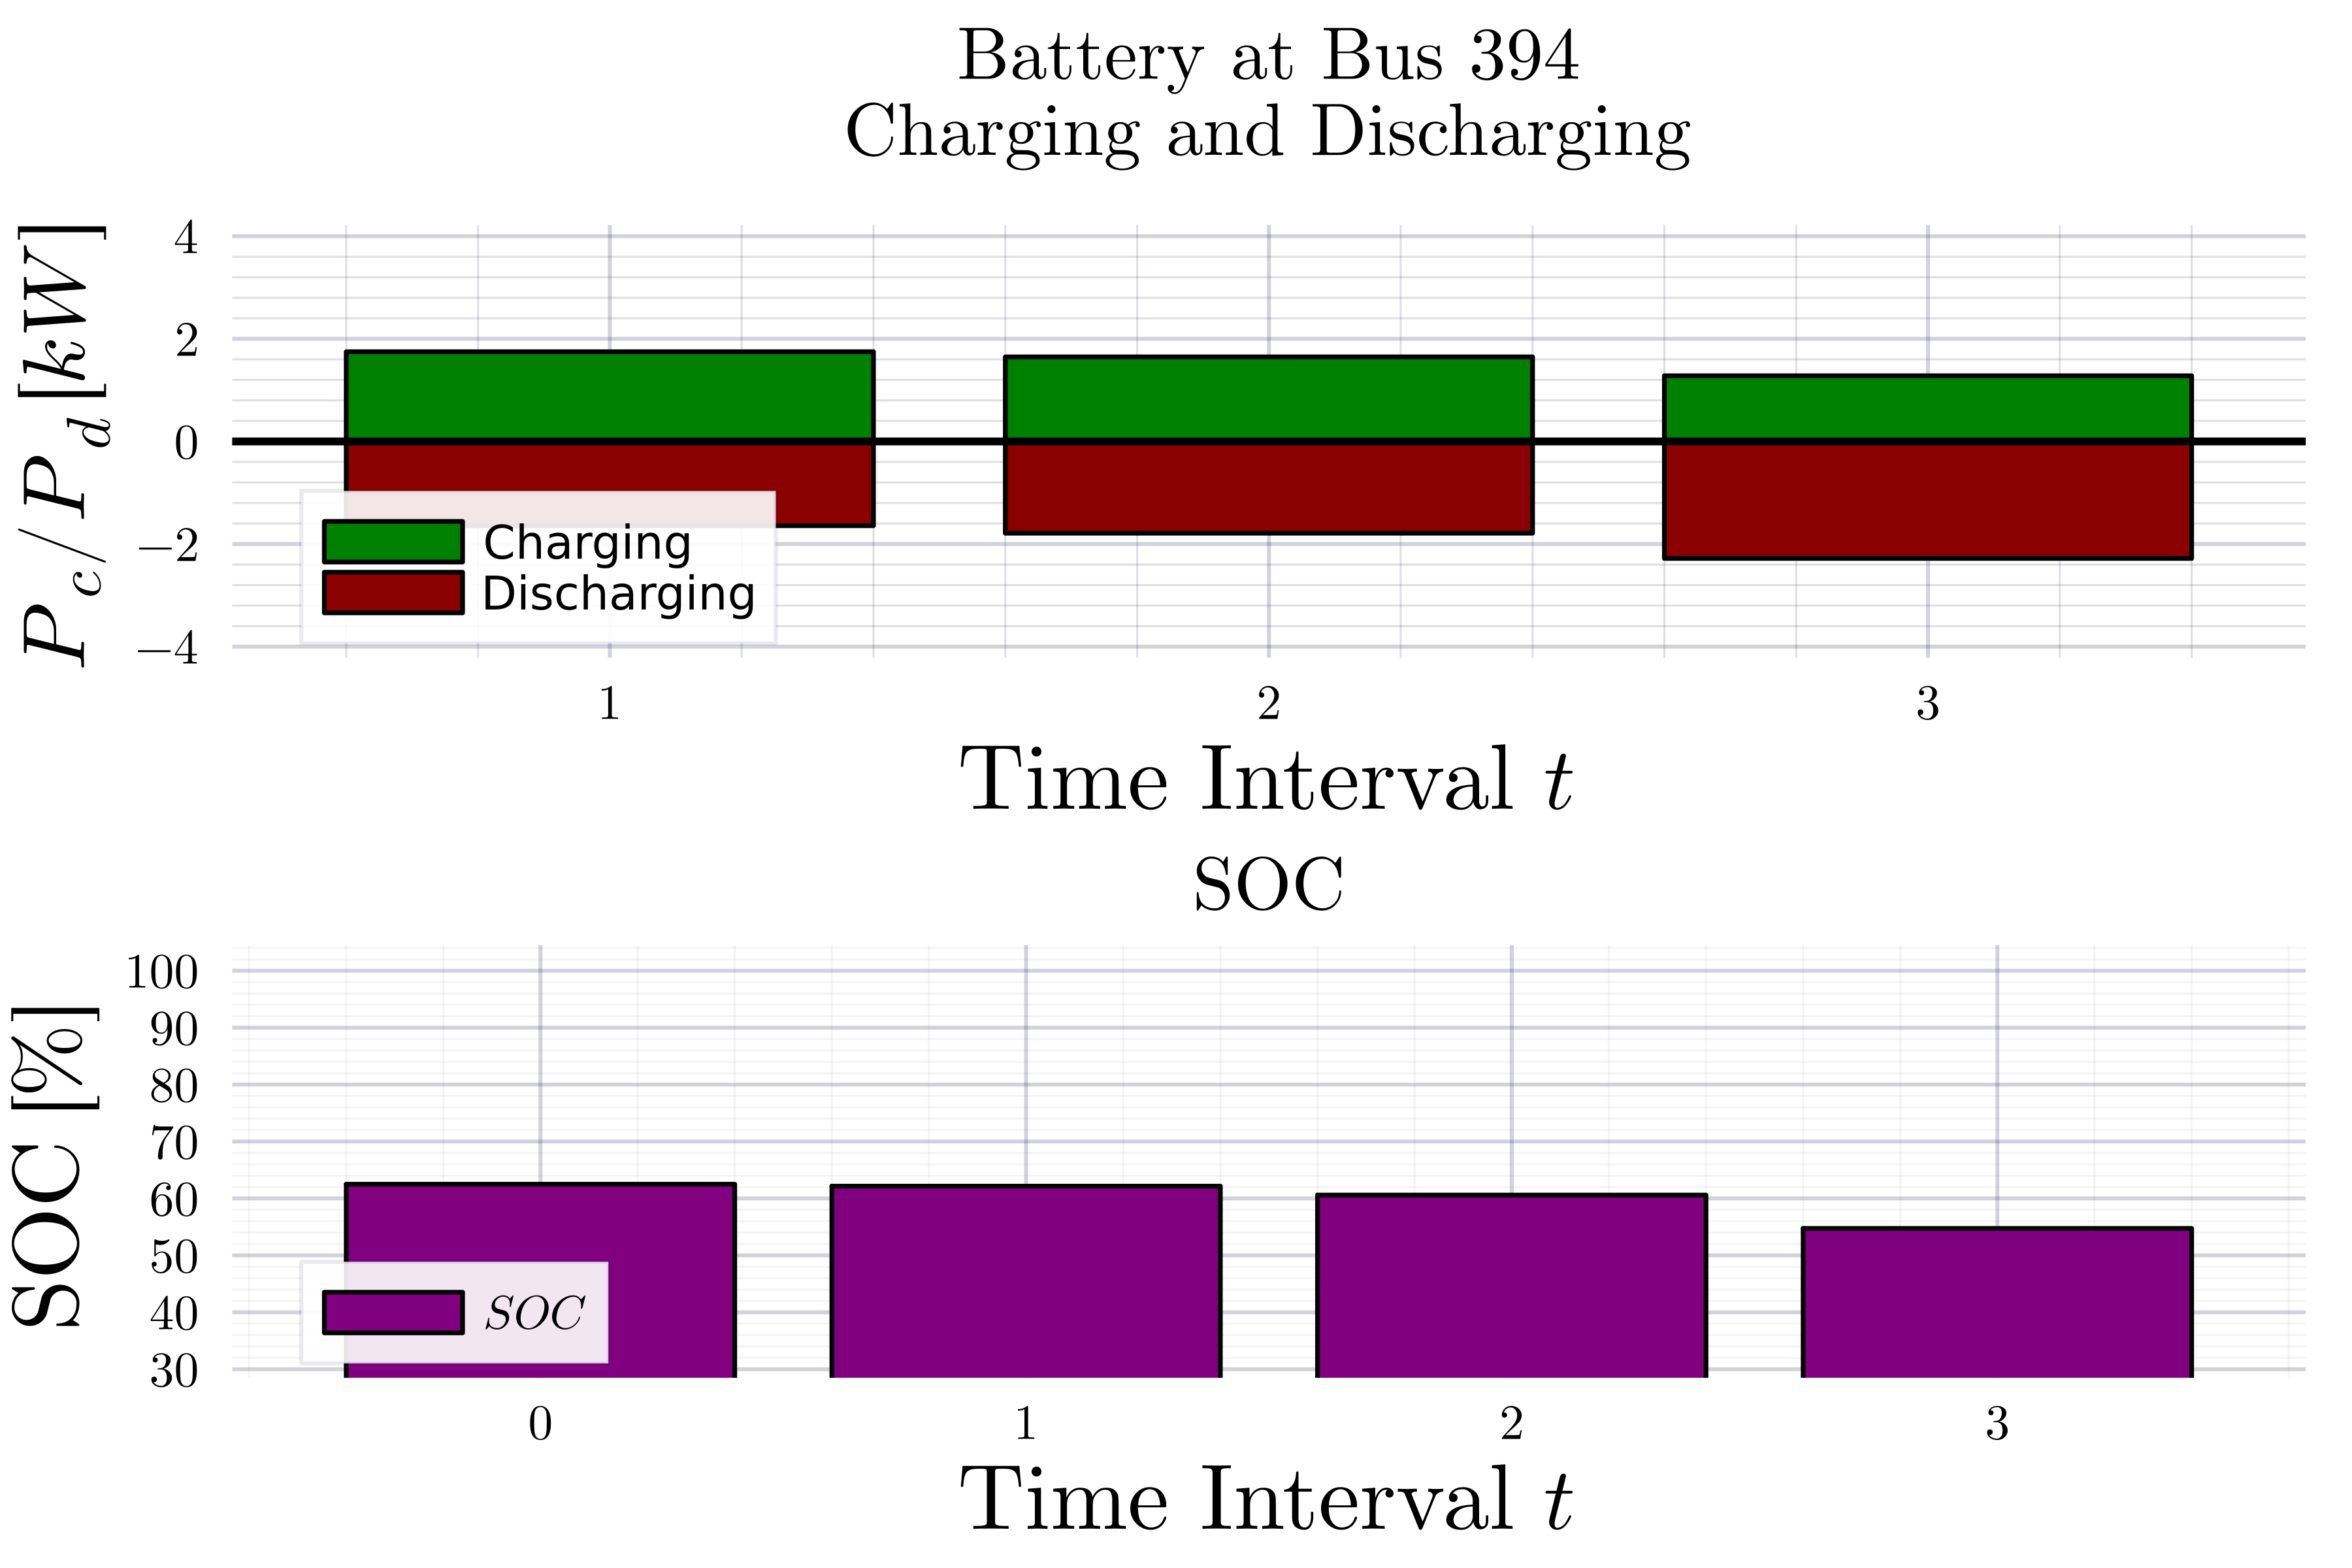 Battery at Bus 394
Charging and Discharging
P_c/P_d [kW]
4
2
0
−2
−4
Charging
Discharging
1 2 3
Time Interval t
SOC
SOC [%]
100
90
80
70
60
50
40
30
SOC
0 1 2 3
Time Interval t